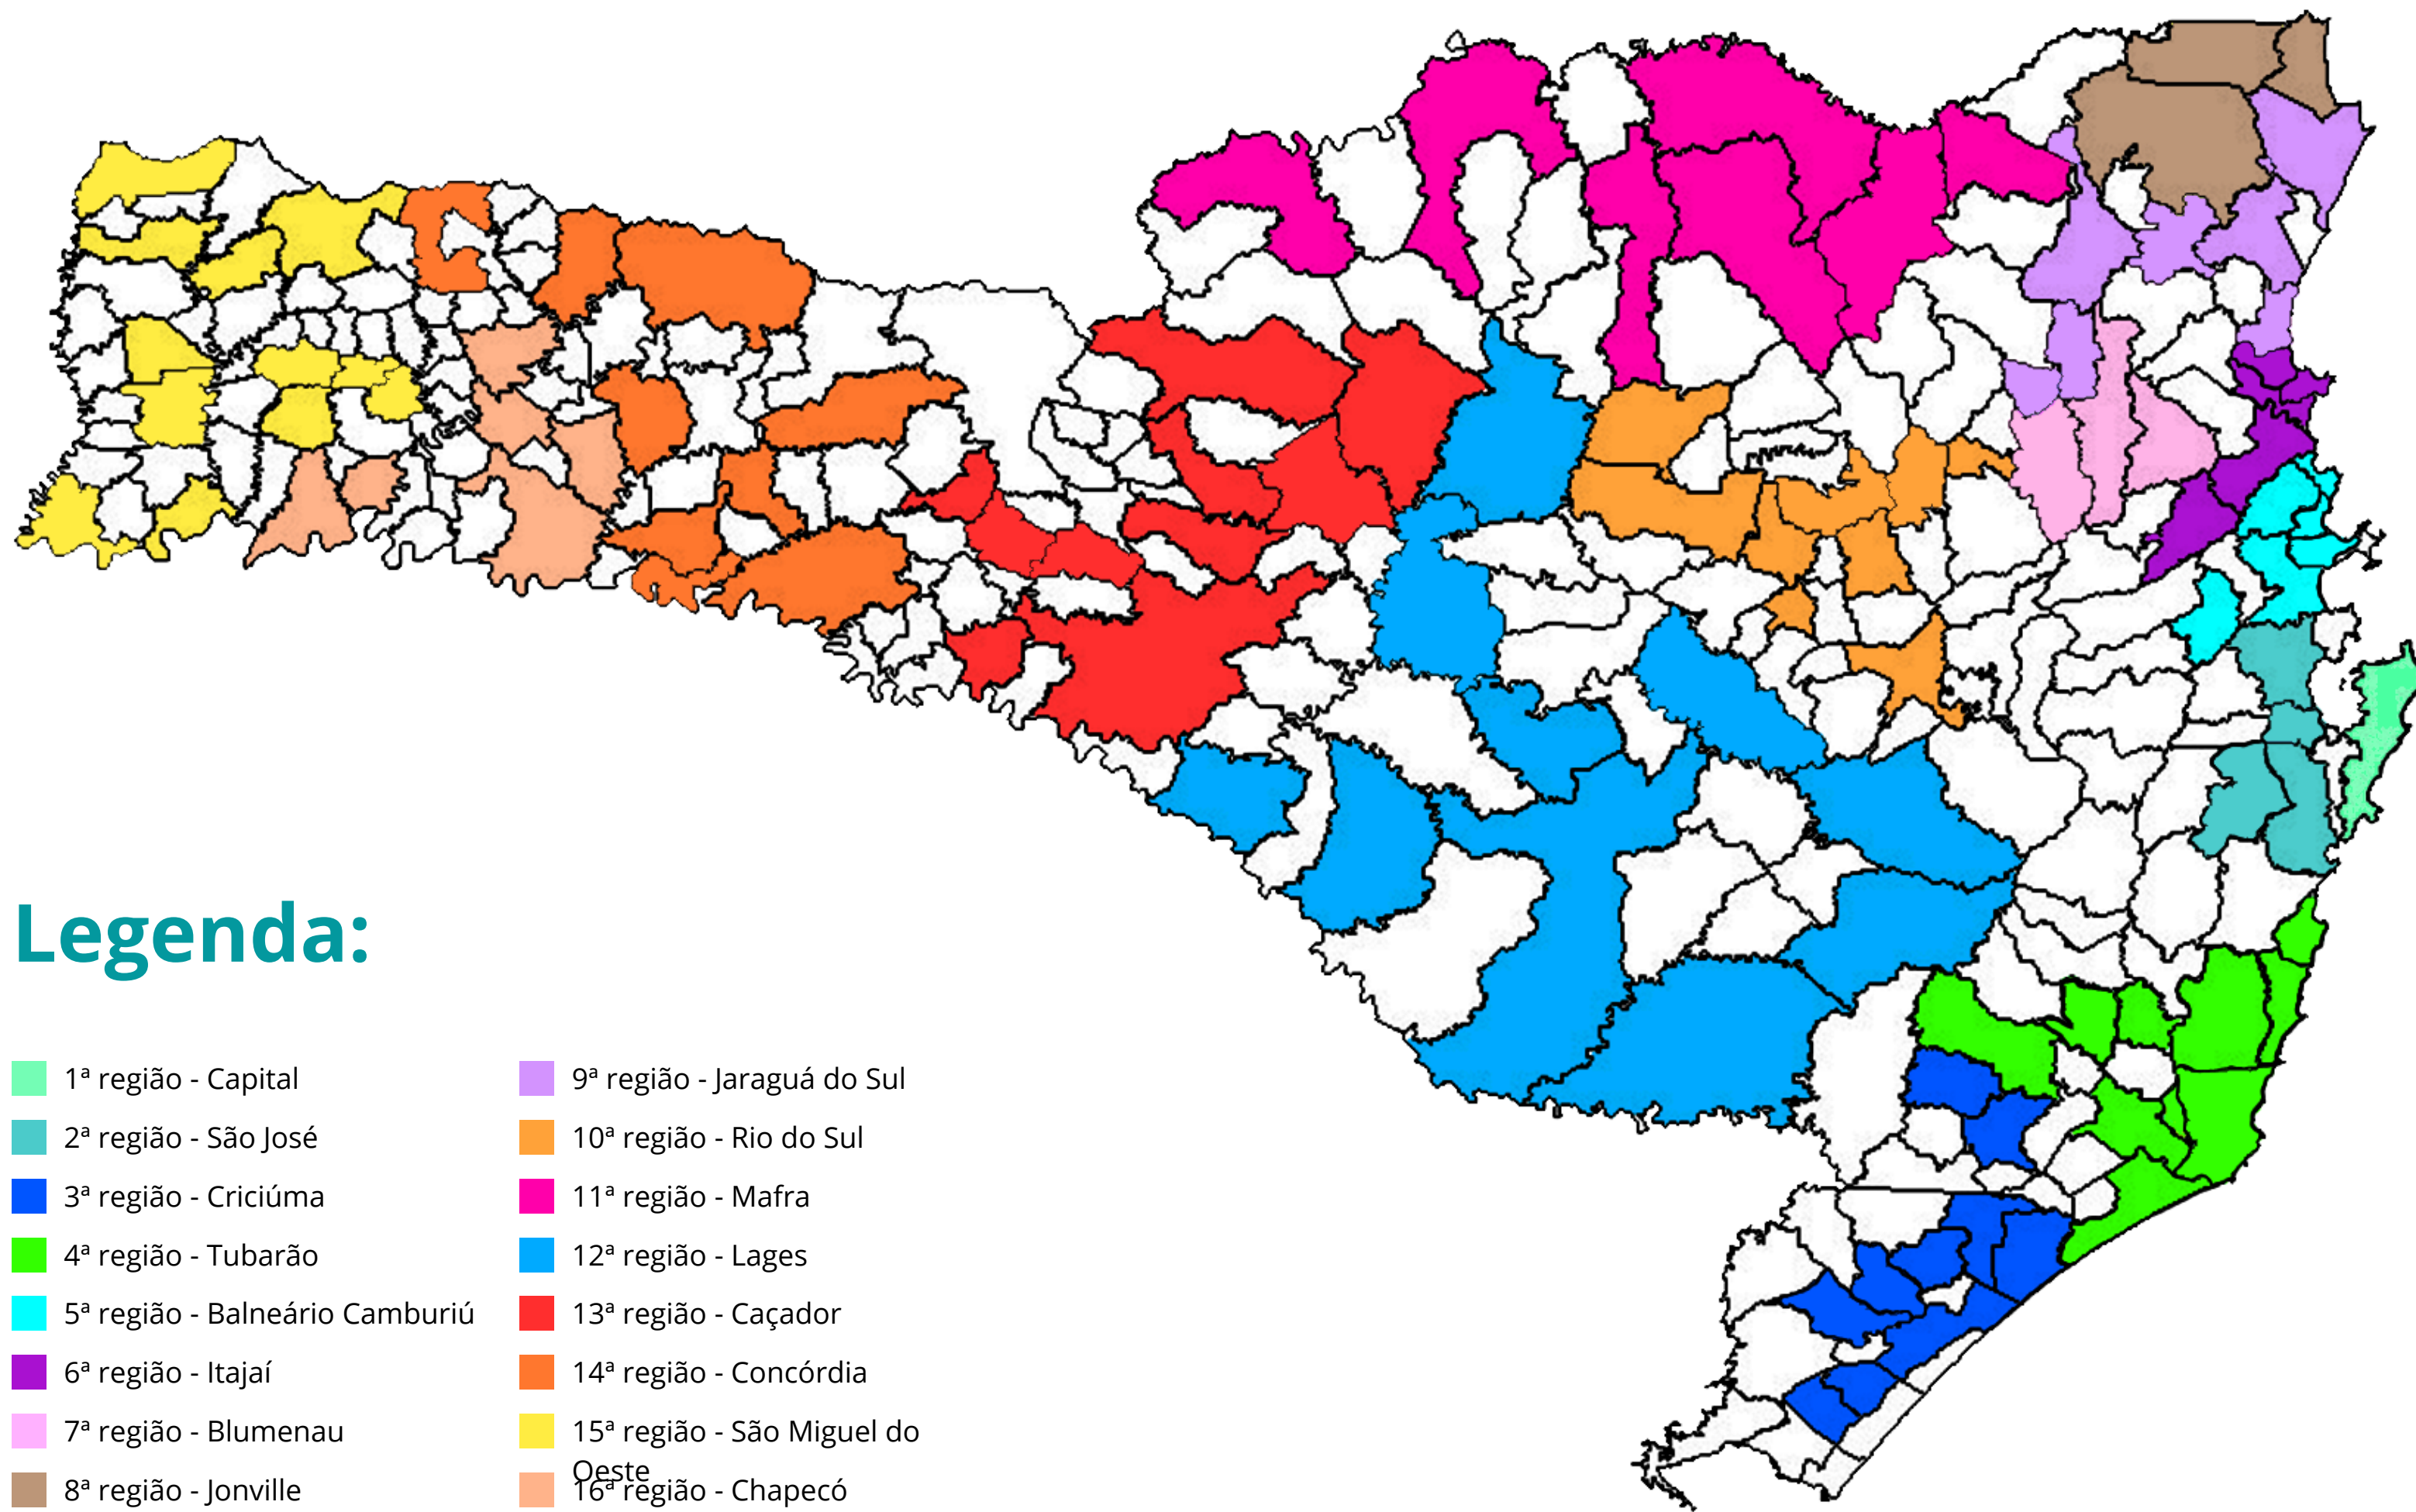 Legenda:
1ª região - Capital
2ª região - São José
3ª região - Criciúma
4ª região - Tubarão
5ª região - Balneário Camburiú
6ª região - Itajaí
7ª região - Blumenau
8ª região - Jonville
9ª região - Jaraguá do Sul
10ª região - Rio do Sul
11ª região - Mafra
12ª região - Lages
13ª região - Caçador
14ª região - Concórdia
15ª região - São Miguel do
Oeste
16ª região - Chapecó